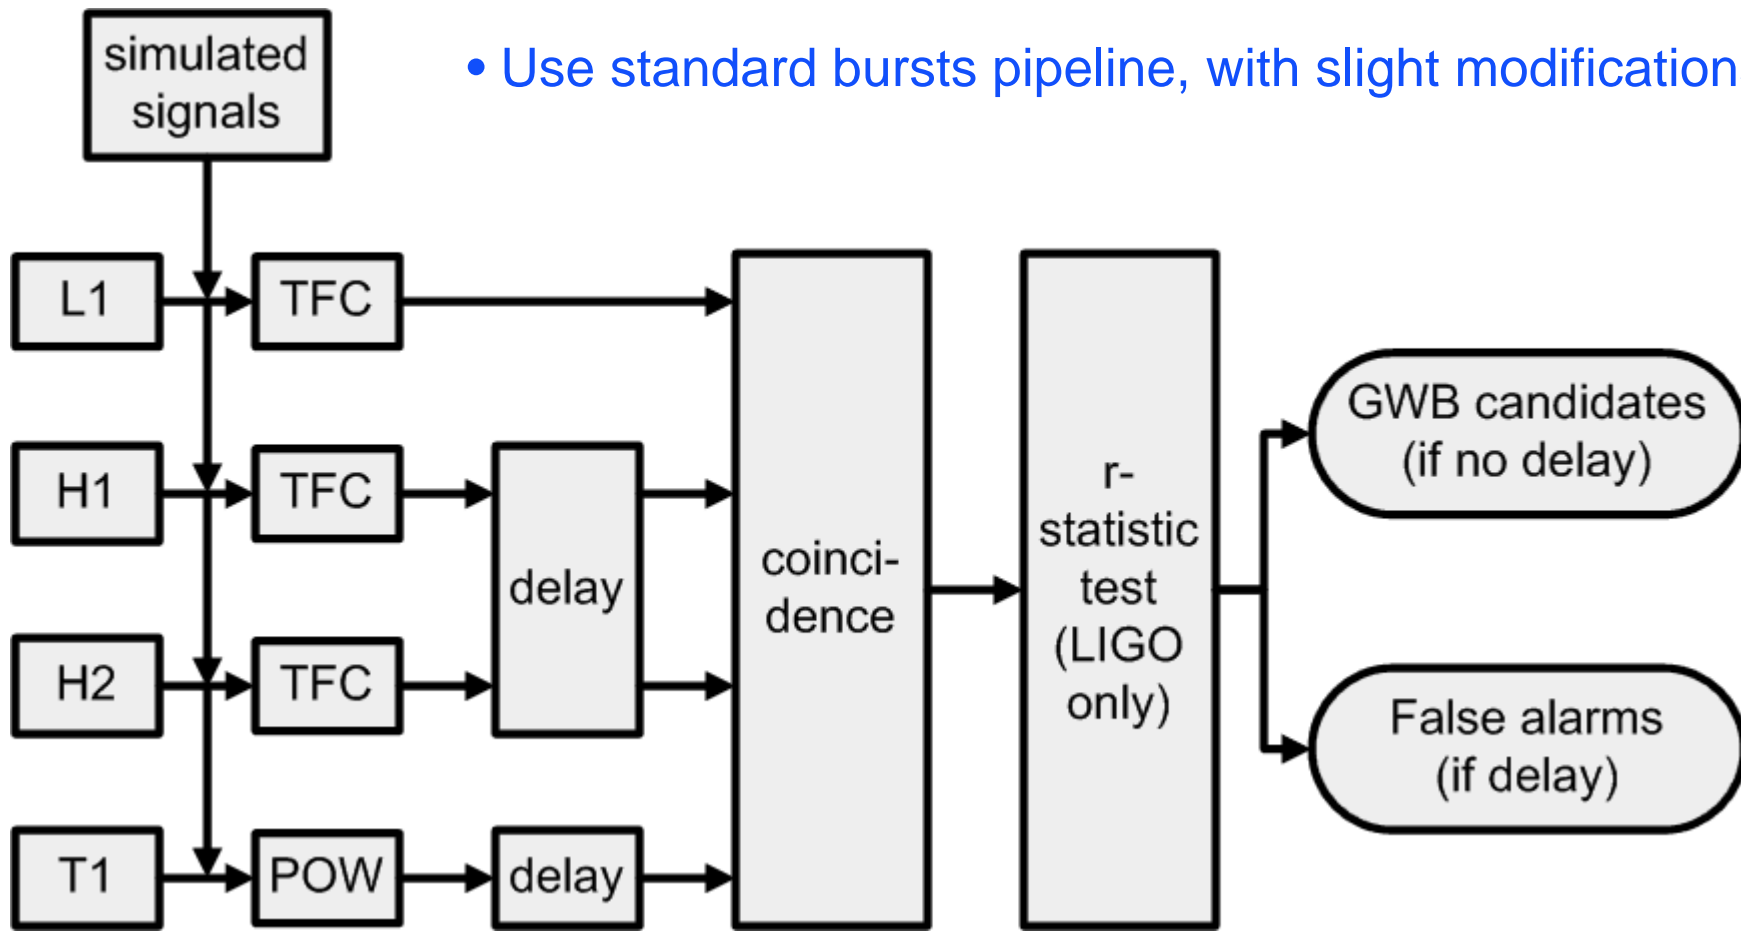 simulated
signals
• Use standard bursts pipeline, with slight modification
L1
TFC
H1
TFC
delay
H2
TFC
T1
POW
delay
coinci-
dence
r-
statistic
test
(LIGO
only)
GWB candidates
(if no delay)
False alarms
(if delay)